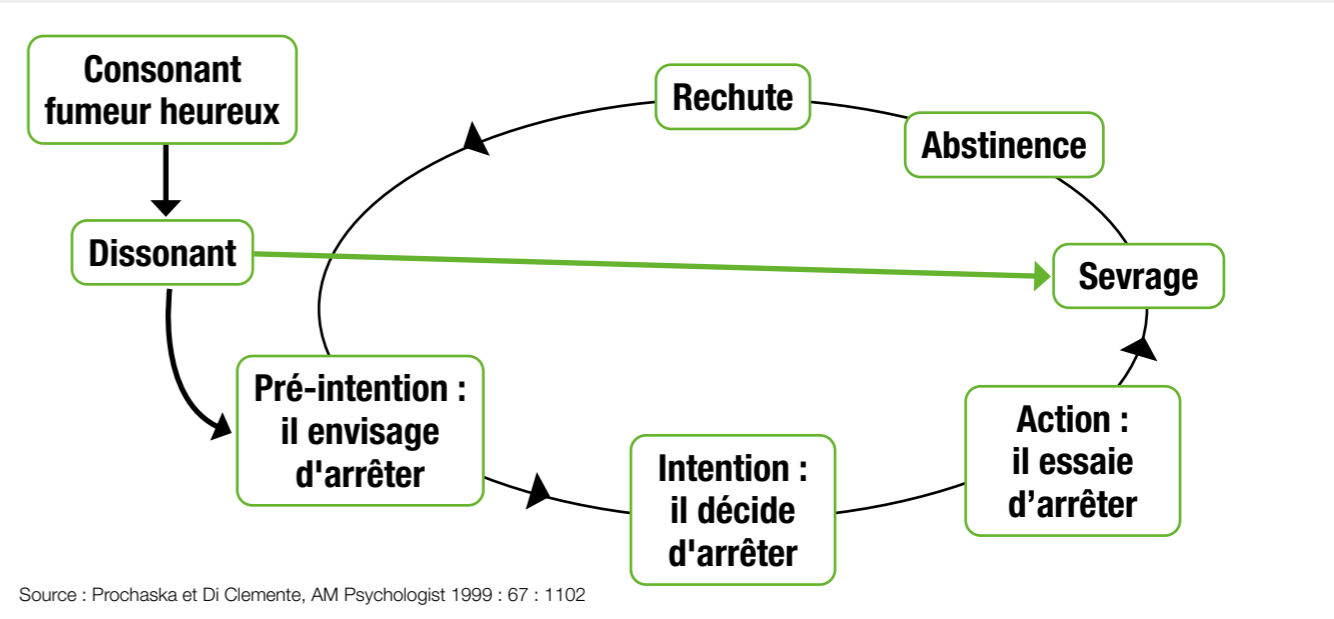 Consonant
fumeur heureux
Rechute
Abstinence
Dissonant
Sevrage
Pré-intention :
il envisage
d'arrêter
Intention :
il décide
d'arrêter
Action :
il essaie
d’arrêter
Source : Prochaska et Di Clemente, AM Psychologist 1999 : 67 : 1102